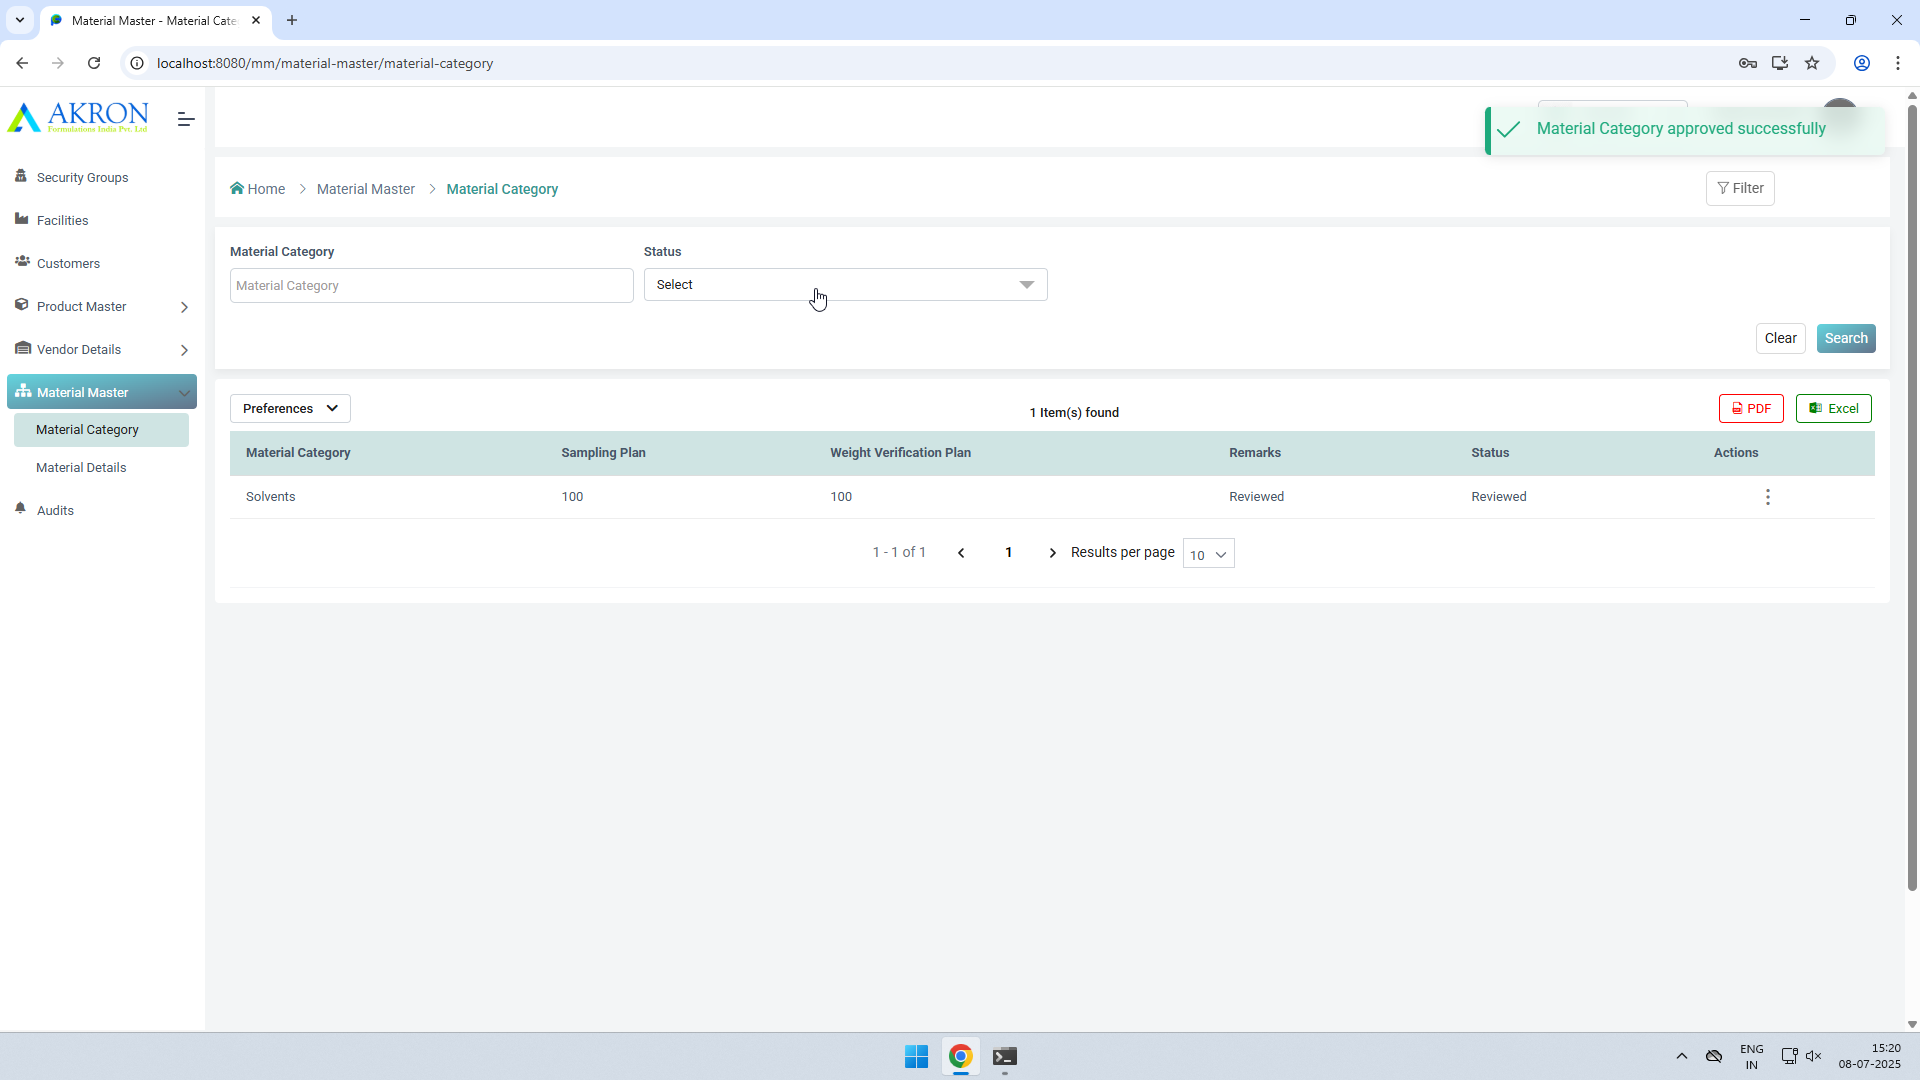 Material Master - Material Cate
localhost:8080/mm/material-master/material-category
AKRON
Formulations India Pvt. Ltd
Material Category approved successfully
Security Groups
Facilities
Customers
Product Master
Vendor Details
Material Master
Material Category
Material Details
Audits
Home > Material Master > Material Category
Filter
Material Category
Status
Material Category
Select
Clear
Search
Preferences
1 Item(s) found
PDF
Excel
Material Category Sampling Plan Weight Verification Plan Remarks Status Actions
Solvents 100 100 Reviewed Reviewed
1 - 1 of 1
1
Results per page
10
ENG
IN
15:20
08-07-2025